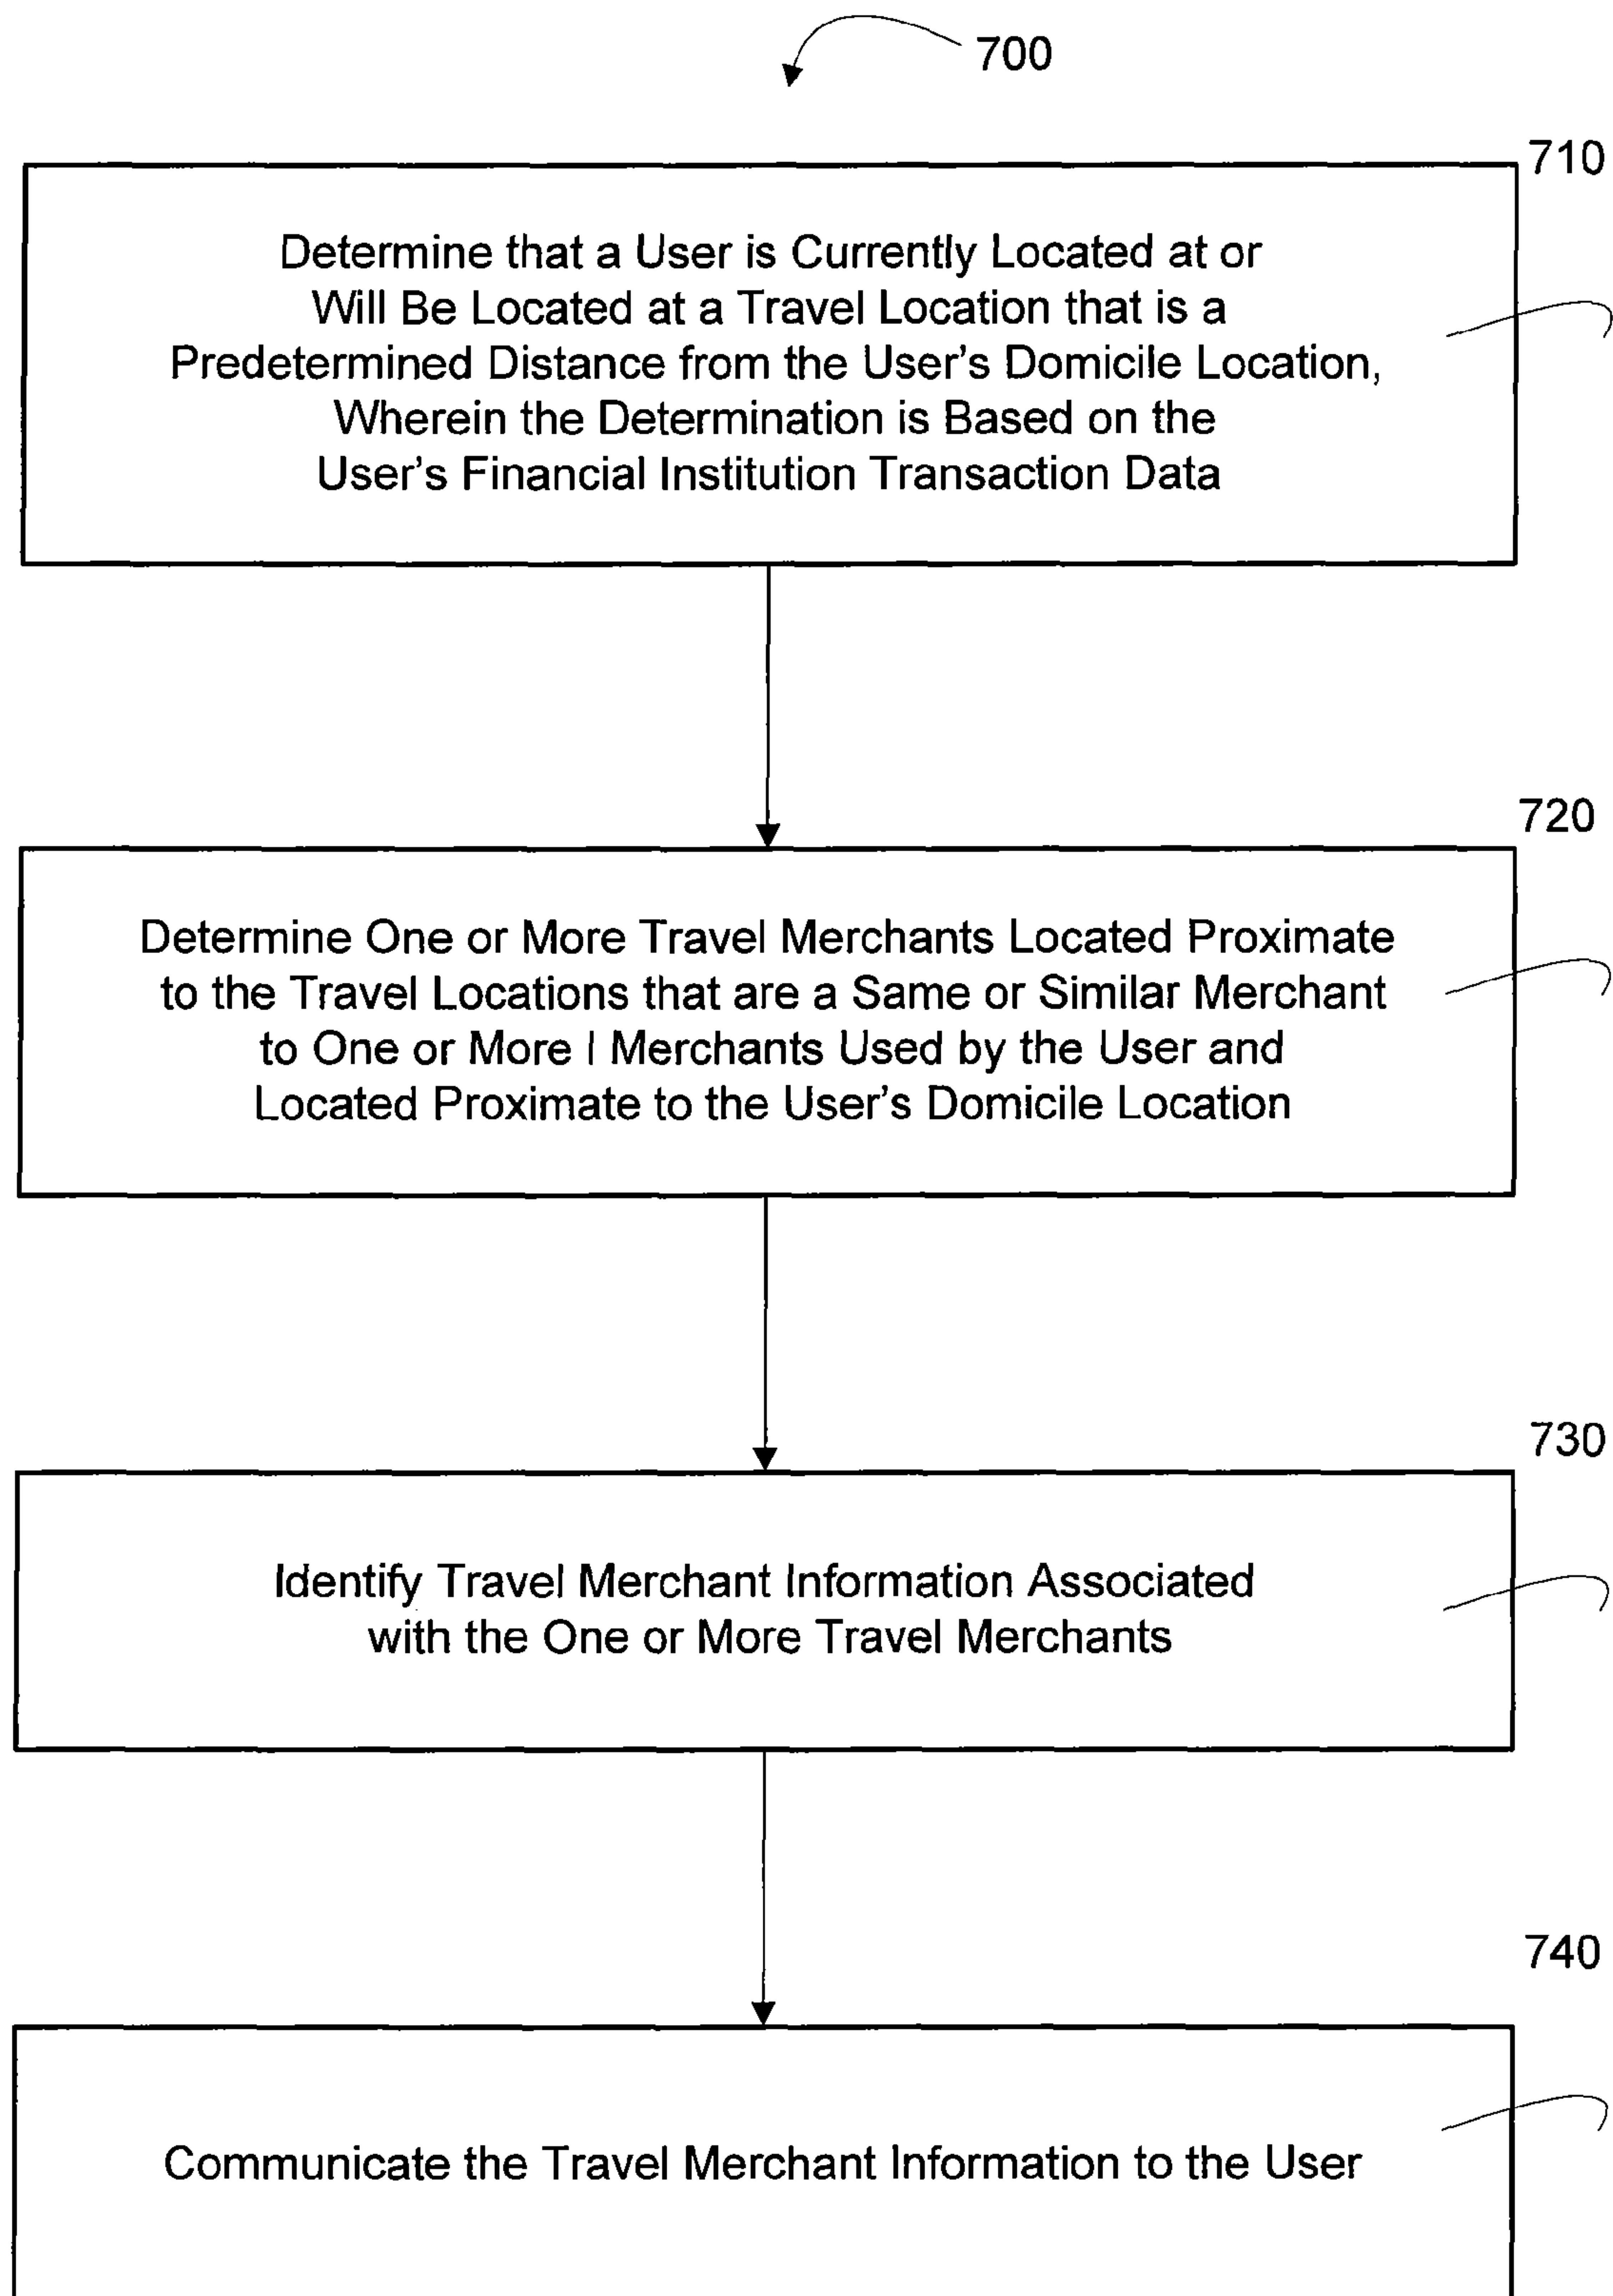 700
710
Determine that a User is Currently Located at or
Will Be Located at a Travel Location that is a
Predetermined Distance from the User's Domicile Location,
Wherein the Determination is Based on the
User's Financial Institution Transaction Data
720
Determine One or More Travel Merchants Located Proximate
to the Travel Locations that are a Same or Similar Merchant
to One or More l Merchants Used by the User and
Located Proximate to the User's Domicile Location
730
Identify Travel Merchant Information Associated
with the One or More Travel Merchants
740
Communicate the Travel Merchant Information to the User